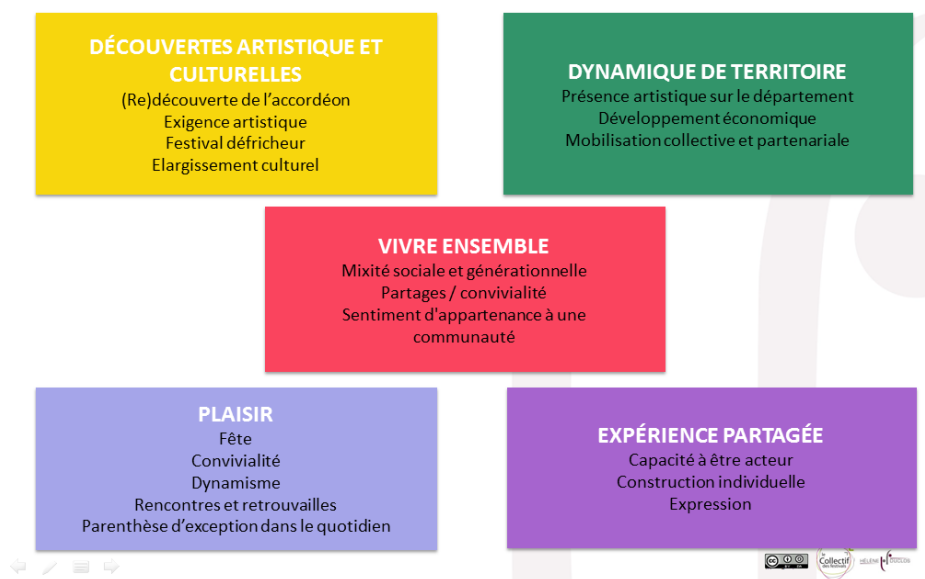 DÉCOUVERTES ARTISTIQUE ET
CULTURELLES
(Re)découverte de l’accordéon
Exigence artistique
Festival défricheur
Elargissement culturel
DYNAMIQUE DE TERRITOIRE
Présence artistique sur le département
Développement économique
Mobilisation collective et partenariale
VIVRE ENSEMBLE
Mixité sociale et générationnelle
Partages / convivialité
Sentiment d'appartenance à une
communauté
PLAISIR
Fête
Convivialité
Dynamisme
Rencontres et retrouvailles
Parenthèse d’exception dans le quotidien
EXPÉRIENCE PARTAGÉE
Capacité à être acteur
Construction individuelle
Expression
Collectif
des festivals